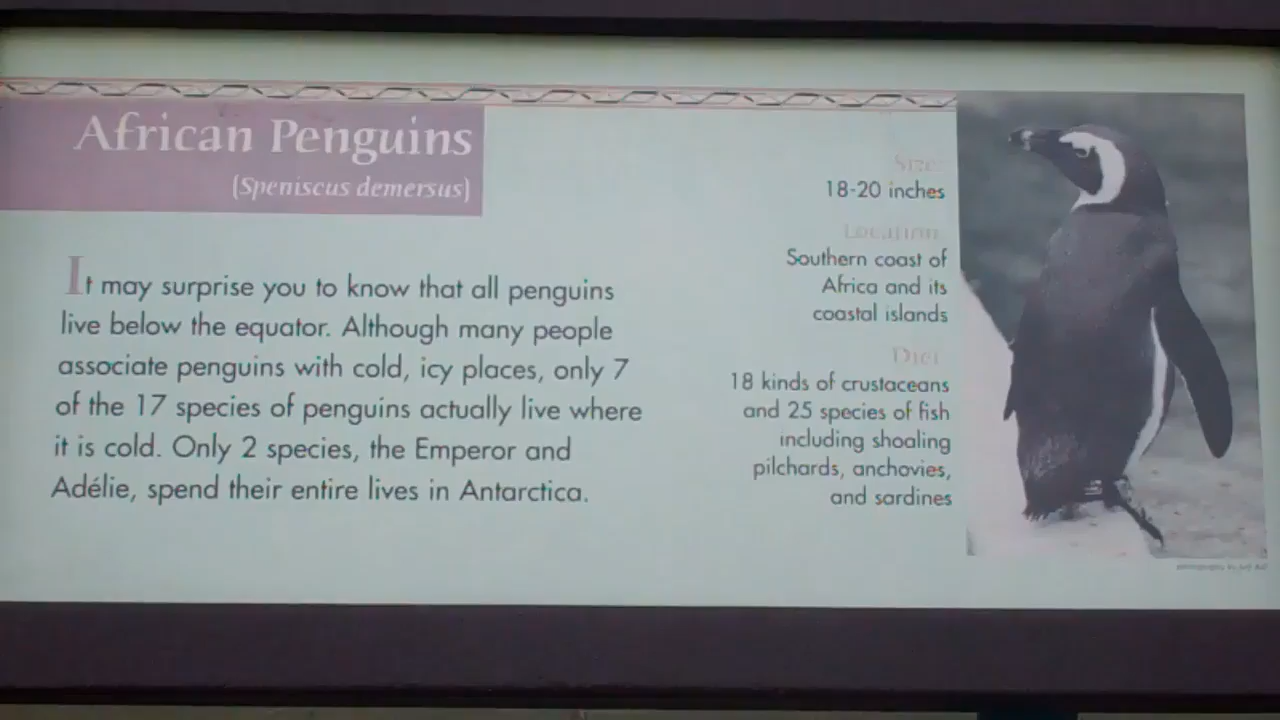 African Penguins
(Speniscus demersus)
It may surprise you to know that all penguins
live below the equator. Although many people
associate penguins with cold, icy places, only 7
of the 17 species of penguins actually live where
it is cold. Only 2 species, the Emperor and
Adélie, spend their entire lives in Antarctica.
Size:
18-20 inches
Location:
Southern coast of
Africa and its
coastal islands
Diet:
18 kinds of crustaceans
and 25 species of fish
including shoaling
pilchards, anchovies,
and sardines